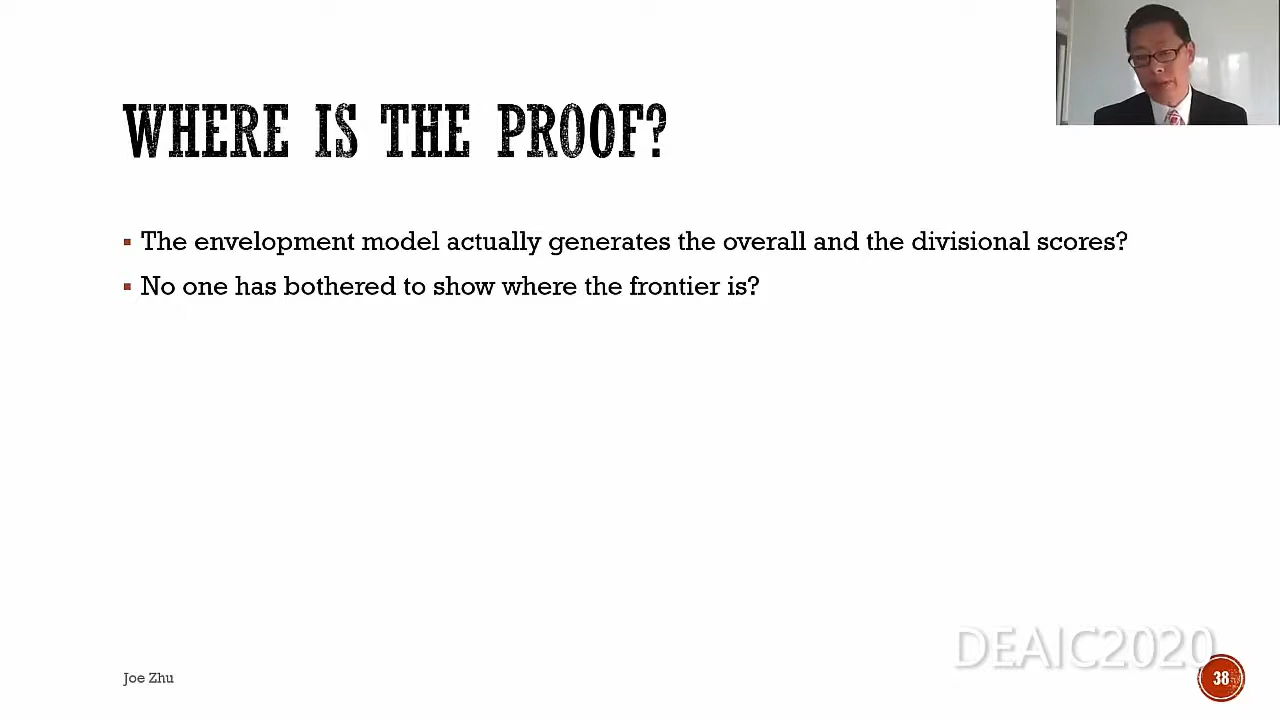 WHERE IS THE PROOF?
▪ The envelopment model actually generates the overall and the divisional scores?
▪ No one has bothered to show where the frontier is?
DEAIC2020
Joe Zhu
38